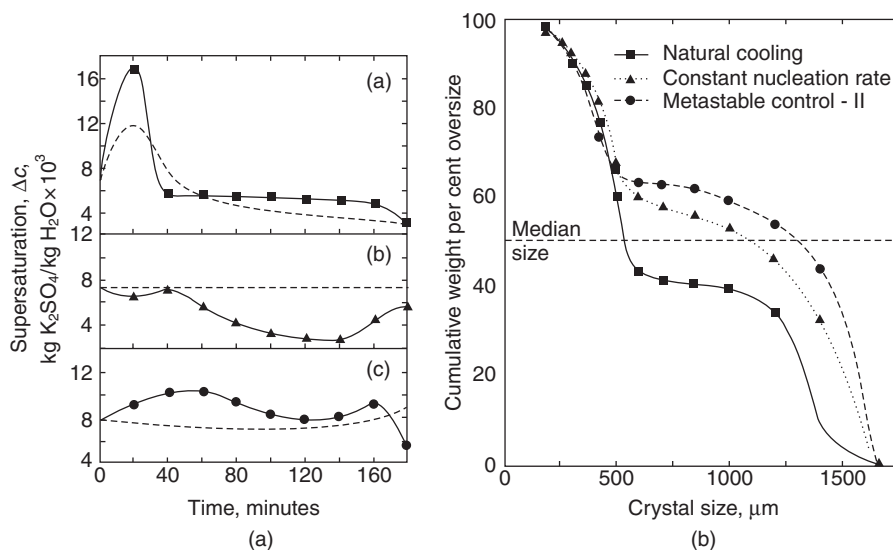 Supersaturation, Δc,
kg K₂SO₄/kg H₂O×10³
16
12
8
4
(a)
12
8
4
(b)
12
8
4
(c)
0 40 80 120 160
Time, minutes
(a)
Cumulative weight per cent oversize
100
80
60
40
20
0
Natural cooling
Constant nucleation rate
Metastable control - II
Median
size
0 500 1000 1500
Crystal size, μm
(b)